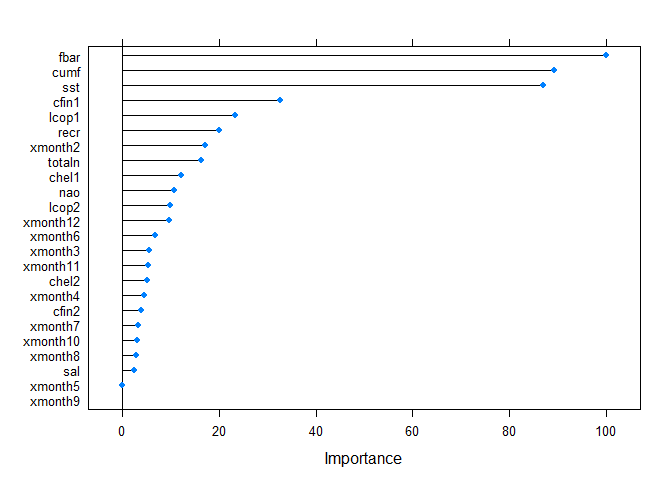 fbar
cumf
sst
cfin1
lcop1
recr
xmonth2
totaln
chel1
nao
lcop2
xmonth12
xmonth6
xmonth3
xmonth11
chel2
xmonth4
cfin2
xmonth7
xmonth10
xmonth8
sal
xmonth5
xmonth9
0 20 40 60 80 100
Importance